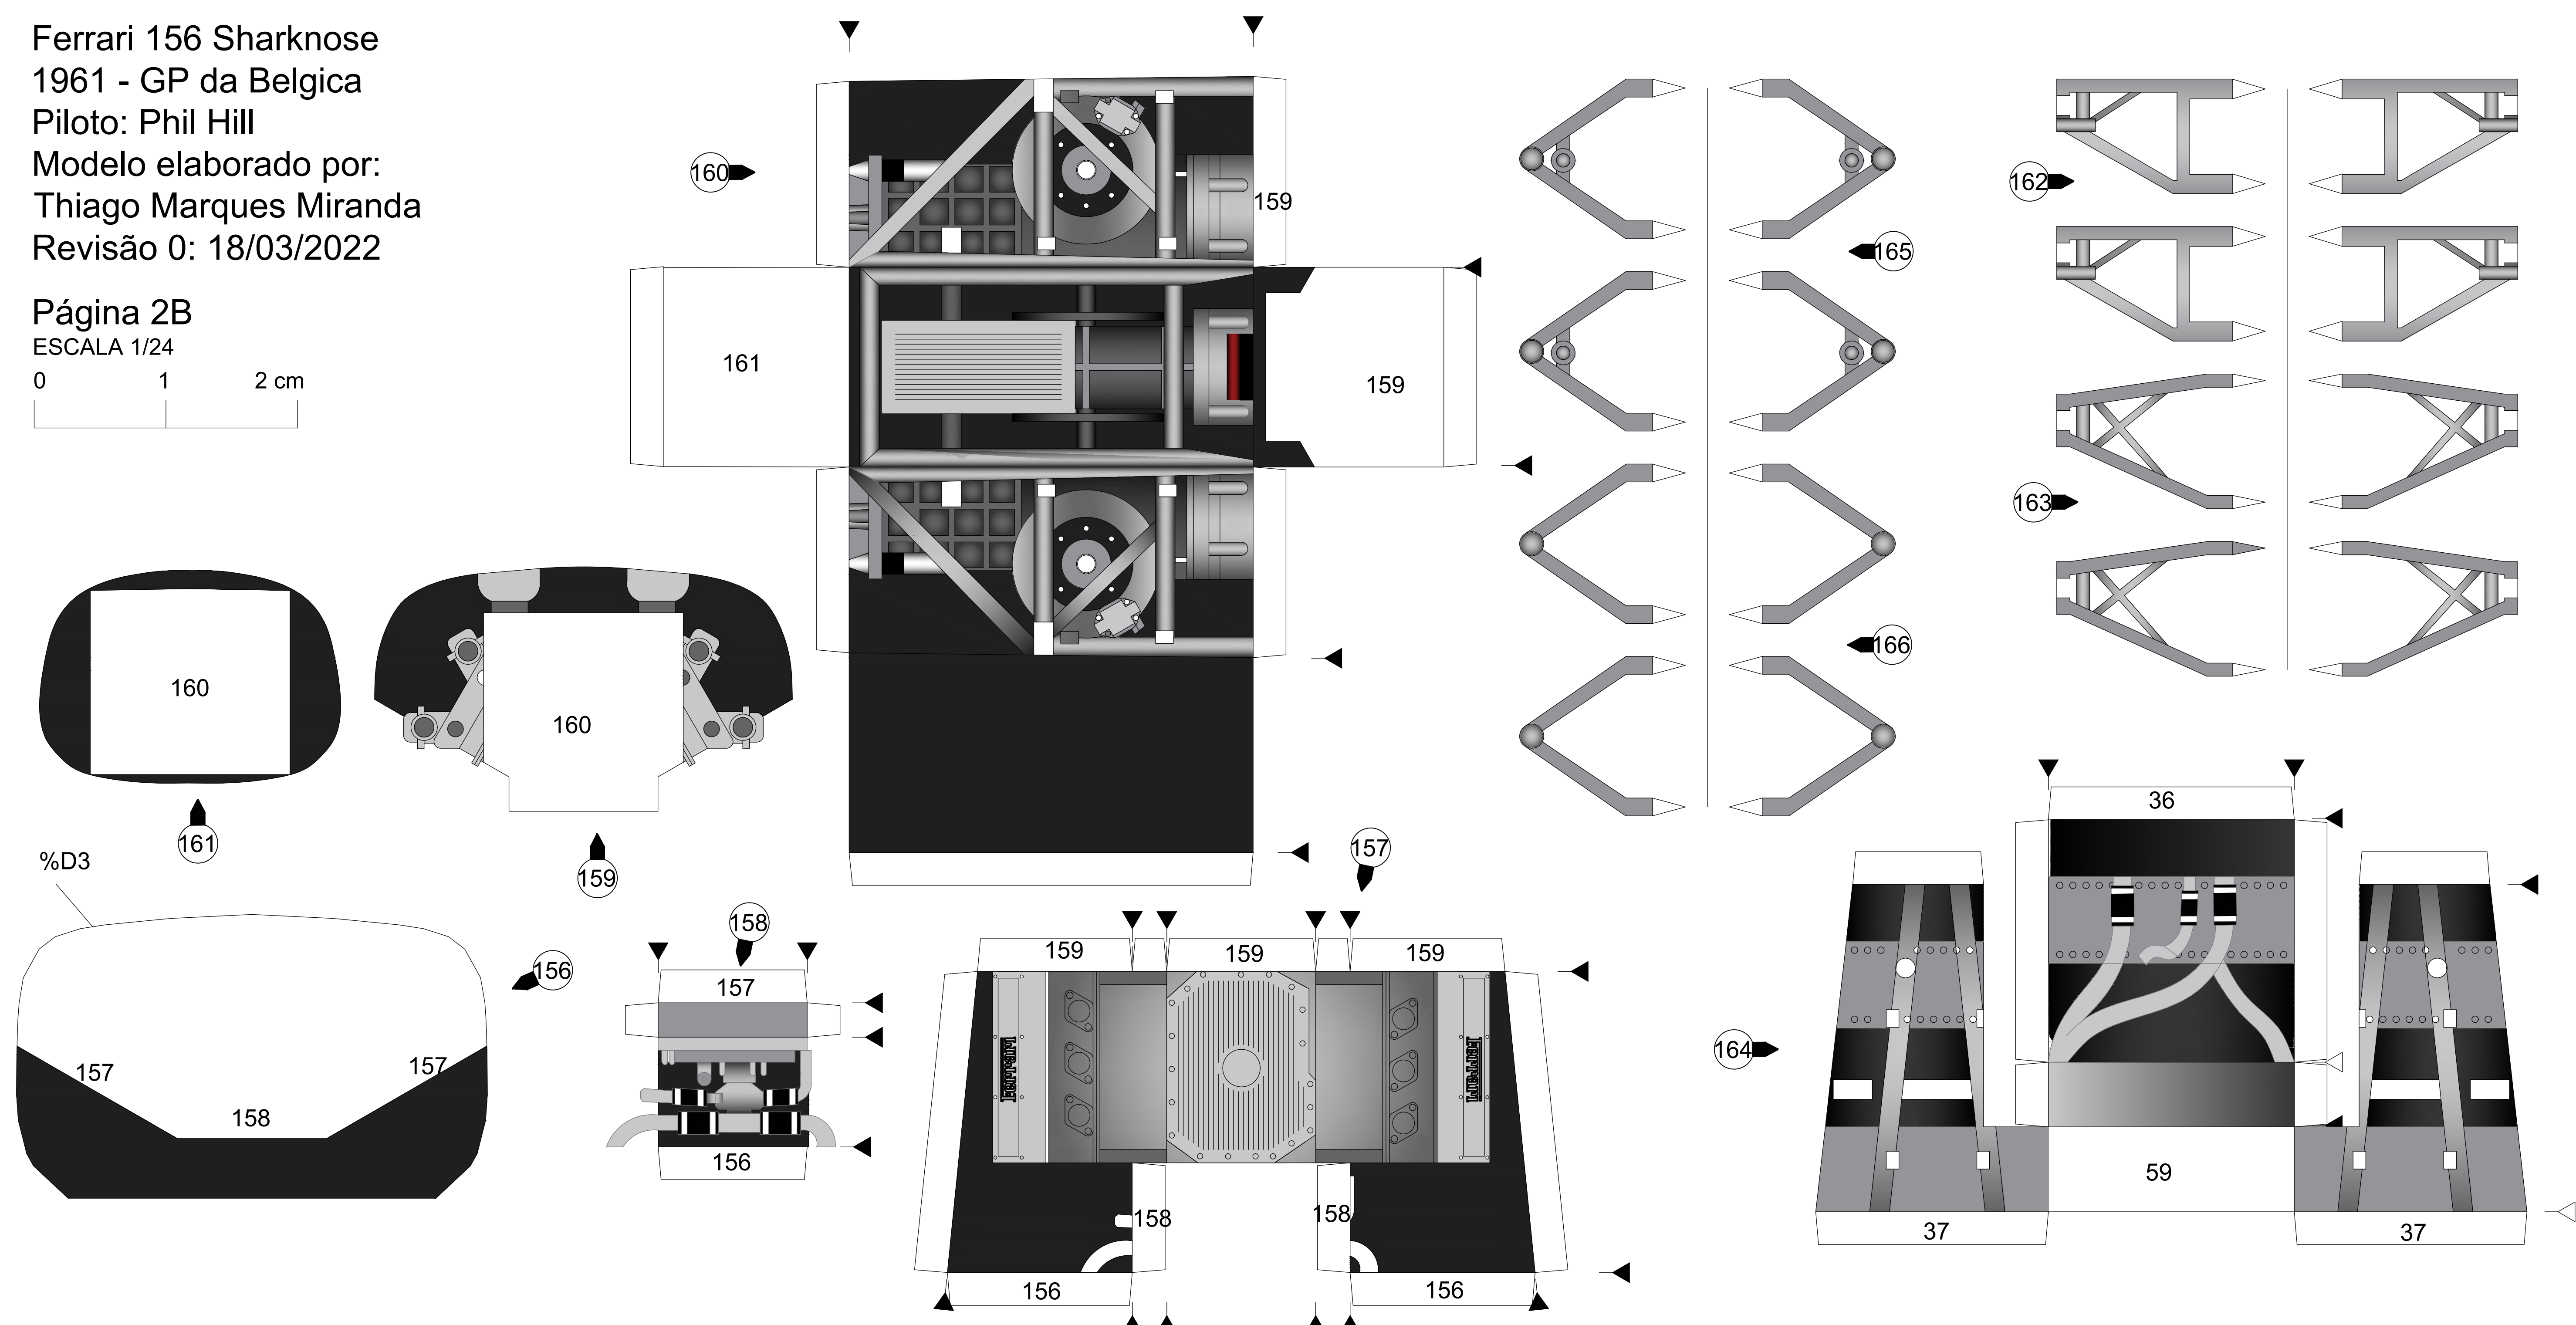 Ferrari 156 Sharknose
1961 - GP da Belgica
Piloto: Phil Hill
Modelo elaborado por:
Thiago Marques Miranda
Revisão 0: 18/03/2022
Página 2B
ESCALA 1/24
0 1 2 cm
160
159
161
159
165
166
162
163
160
161
160
159
%D3
157
157
158
156
158
157
156
157
159
159
159
Ferrari
Ferrari
158
158
156
156
164
36
59
37
37